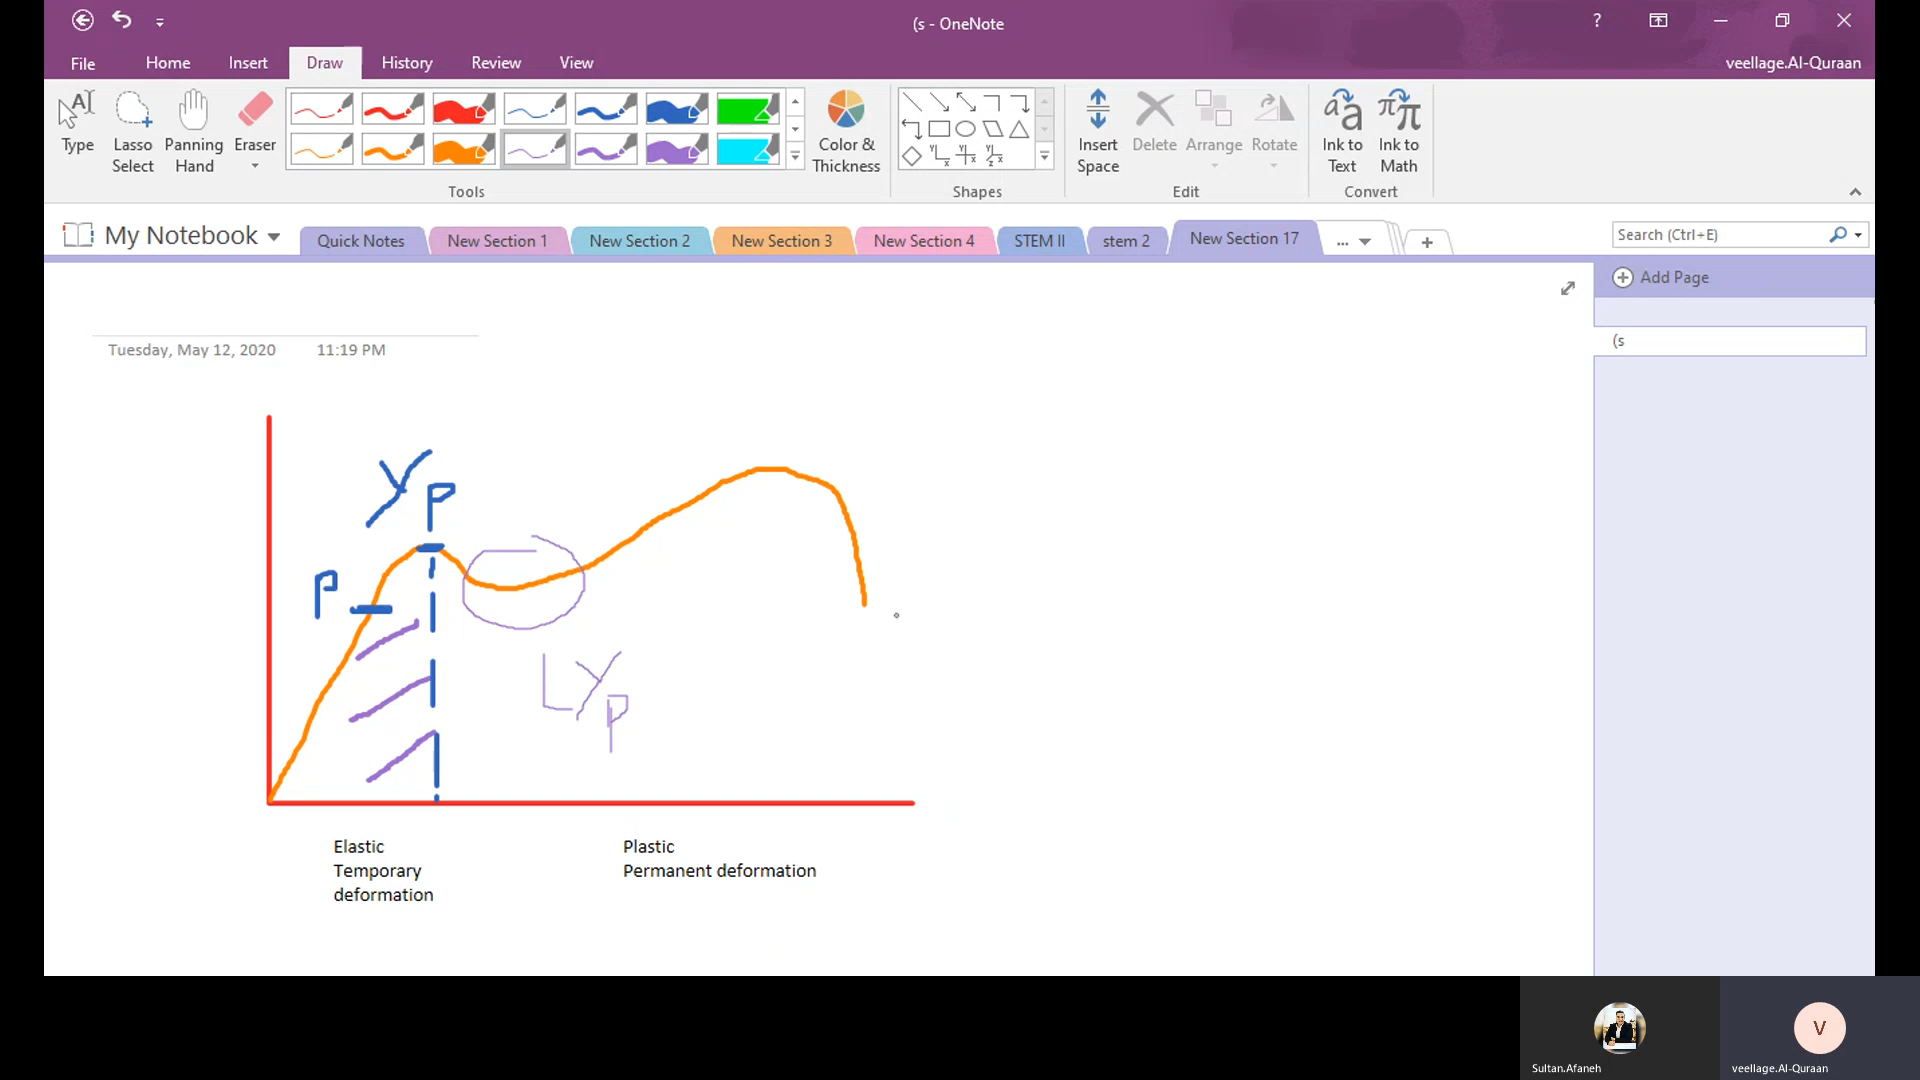 (s - OneNote
?
File Home Insert Draw History Review View
veellage.Al-Quraan
Type
Lasso Select
Panning Hand
Eraser
Color & Thickness
Insert Space
Delete
Arrange
Rotate
Ink to Text
Ink to Math
Tools
Shapes
Edit
Convert
My Notebook
Quick Notes New Section 1 New Section 2 New Section 3 New Section 4 STEM II stem 2 New Section 17 ...
Search (Ctrl+E)
Add Page
(s
Tuesday, May 12, 2020 11:19 PM
YP
P
LYP
Elastic
Temporary
deformation
Plastic
Permanent deformation
V
Sultan.Afaneh
veellage.Al-Quraan